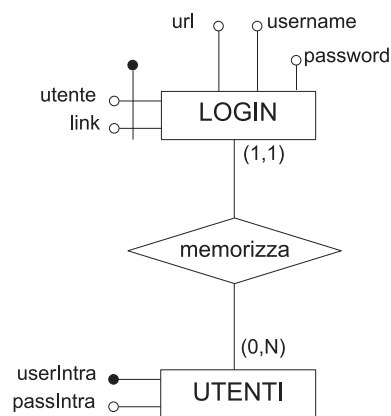 url
username
password
utente
LOGIN
link
(1,1)
memorizza
(0,N)
userIntra
UTENTI
passIntra